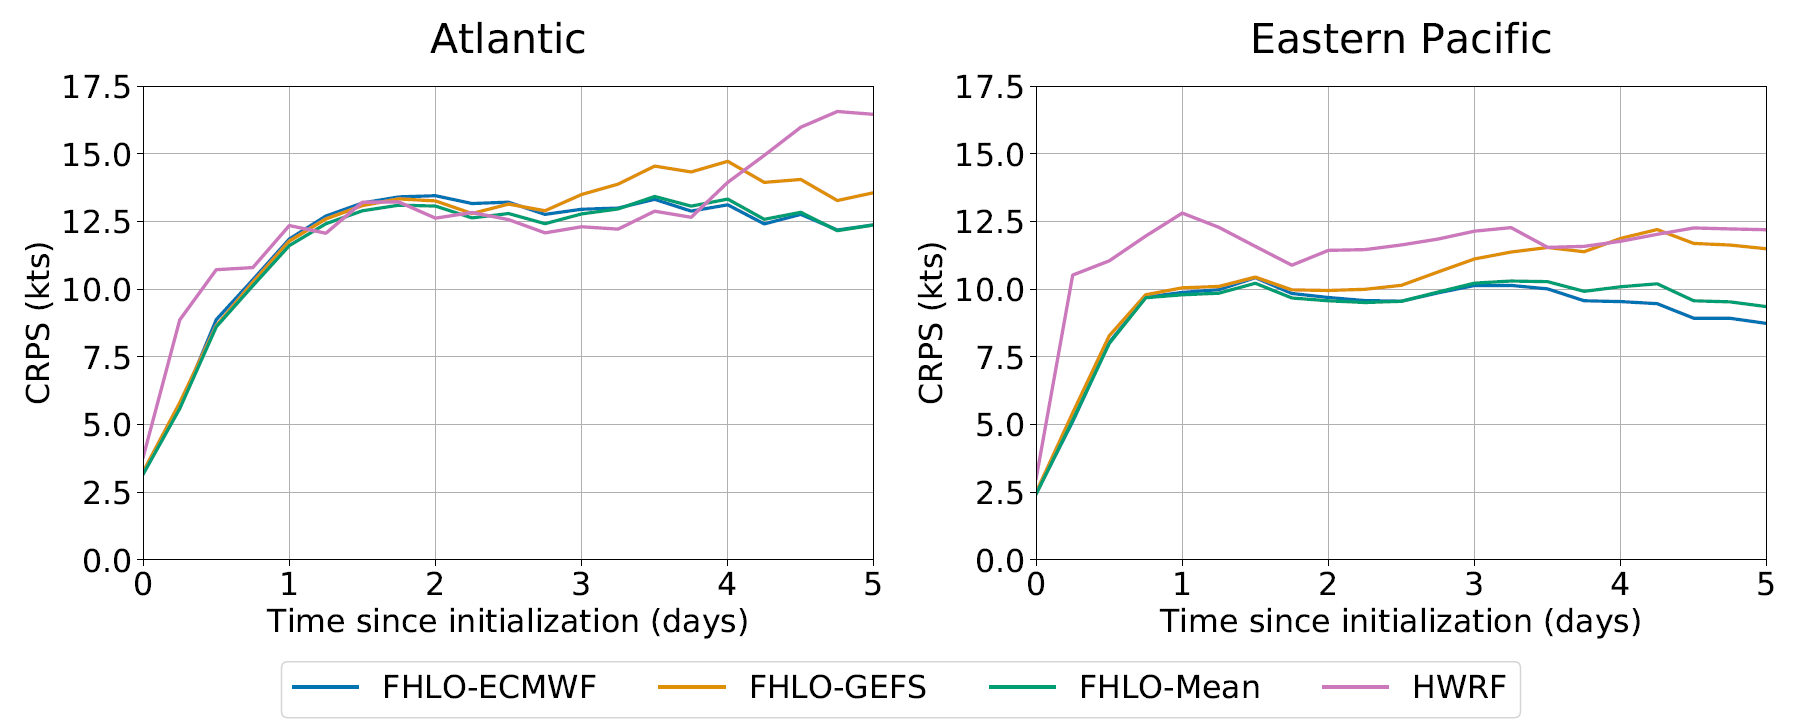 Atlantic
17.5
15.0
12.5
10.0
7.5
5.0
2.5
0.0
CRPS (kts)
0 1 2 3 4 5
Time since initialization (days)
Eastern Pacific
17.5
15.0
12.5
10.0
7.5
5.0
2.5
0.0
CRPS (kts)
0 1 2 3 4 5
Time since initialization (days)
FHLO-ECMWF FHLO-GEFS FHLO-Mean HWRF